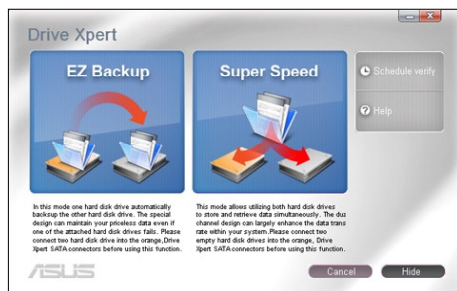 Drive Xpert
EZ Backup
Super Speed
Schedule verify
Help
In this mode one hard disk drive automatically
backup the other hard disk drive. The special
design can maintain your priceless data even if
one of the attached hard disk drives fails. Please
connect two hard disk drive into the orange,Drive
Xpert SATA connectors before using this function.
This mode allows utilizing both hard disk drives
to store and retrieve data simultaneously. The dua
channel design can largely enhance the data trans
rate within your system.Please connect two
empty hard disk drives into the orange, Drive
Xpert SATA connectors before using this function.
ASUS
Cancel
Hide